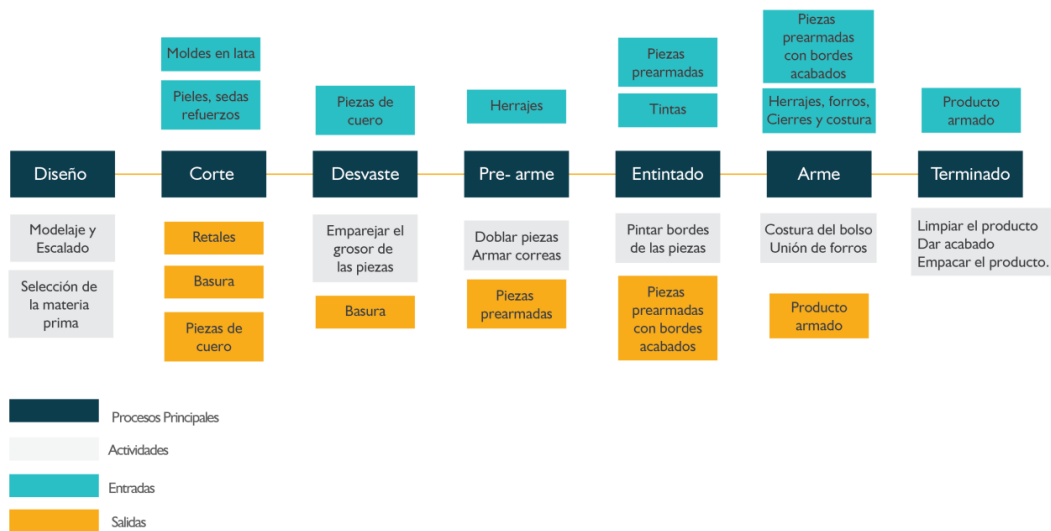 Moldes en lata
Pieles, sedas
refuerzos
Piezas de
cuero
Herrajes
Piezas
prearmadas
Tintas
Piezas
prearmadas
con bordes
acabados
Herrajes, forros,
Cierres y costura
Producto
armado
Diseño
Corte
Desvaste
Pre- arme
Entintado
Arme
Terminado
Modelaje y
Escalado
Selección de
la materia
prima
Retales
Basura
Piezas de
cuero
Emparejar el
grosor de
las piezas
Basura
Doblar piezas
Armar correas
Piezas
prearmadas
Pintar bordes
de las piezas
Piezas
prearmadas
con bordes
acabados
Costura del bolso
Unión de forros
Producto
armado
Limpiar el producto
Dar acabado
Empacar el producto.
Procesos Principales
Actividades
Entradas
Salidas